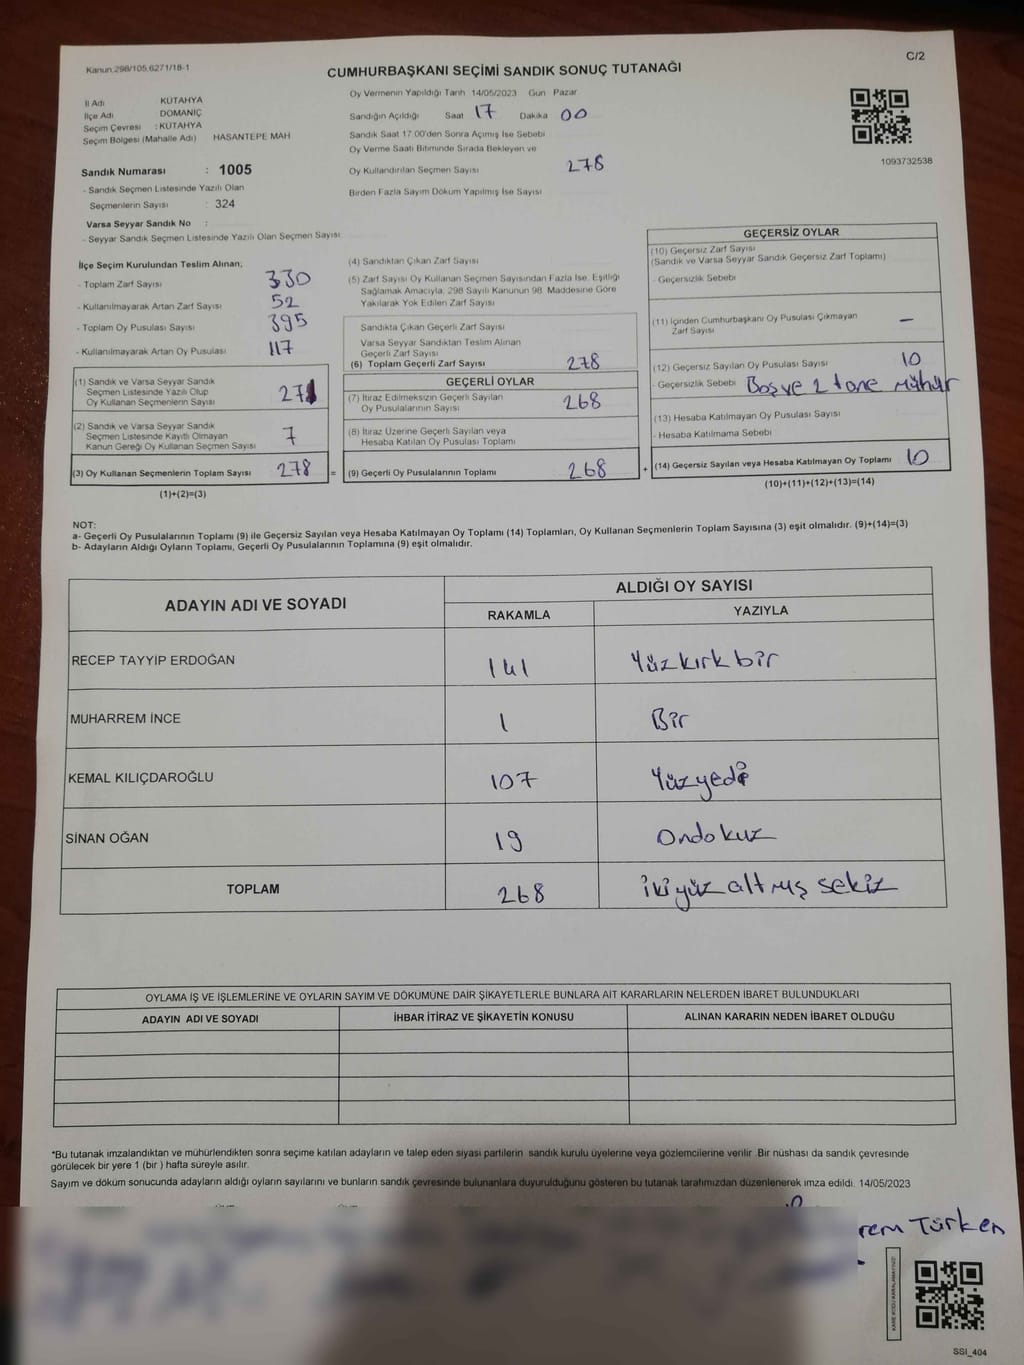 Kanun.298/105.6271/18-1
C/2
CUMHURBAŞKANI SEÇİMİ SANDIK SONUÇ TUTANAĞI
İl Adı KÜTAHYA
İlçe Adı DOMANİÇ
Seçim Çevresi : KÜTAHYA
Seçim Bölgesi (Mahalle Adı) HASANTEPE MAH
Sandık Numarası : 1005
- Sandık Seçmen Listesinde Yazılı Olan
Seçmenlerin Sayısı : 324
Varsa Seyyar Sandık No :
- Seyyar Sandık Seçmen Listesinde Yazılı Olan Seçmen Sayısı
Oy Vermenin Yapıldığı Tarih 14/05/2023 Gün Pazar
Sandığın Açıldığı Saat 17 Dakika 00
Sandık Saat 17:00'den Sonra Açılmış İse Sebebi
Oy Verme Saati Bitiminde Sırada Bekleyen ve
Oy Kullandırılan Seçmen Sayısı 278
Birden Fazla Sayım Döküm Yapılmış İse Sayısı
1093732538
İlçe Seçim Kurulundan Teslim Alınan;
- Toplam Zarf Sayısı 330
- Kullanılmayarak Artan Zarf Sayısı 52
- Toplam Oy Pusulası Sayısı 395
- Kullanılmayarak Artan Oy Pusulası 117
(1) Sandık ve Varsa Seyyar Sandık
Seçmen Listesinde Yazılı Olup
Oy Kullanan Seçmenlerin Sayısı 271
(2) Sandık ve Varsa Seyyar Sandık
Seçmen Listesinde Kayıtlı Olmayan
Kanun Gereği Oy Kullanan Seçmen Sayısı 7
(3) Oy Kullanan Seçmenlerin Toplam Sayısı 278 =
(1)+(2)=(3)
(4) Sandıktan Çıkan Zarf Sayısı
(5) Zarf Sayısı Oy Kullanan Seçmen Sayısından Fazla İse, Eşitliği
Sağlamak Amacıyla, 298 Sayılı Kanunun 98. Maddesine Göre
Yakılarak Yok Edilen Zarf Sayısı
Sandıkta Çıkan Geçerli Zarf Sayısı
Varsa Seyyar Sandıktan Teslim Alınan
Geçerli Zarf Sayısı
(6) Toplam Geçerli Zarf Sayısı 278
GEÇERLİ OYLAR
(7) İtiraz Edilmeksizin Geçerli Sayılan
Oy Pusulalarının Sayısı 268
(8) İtiraz Üzerine Geçerli Sayılan veya
Hesaba Katılan Oy Pusulası Toplamı
(9) Geçerli Oy Pusulalarının Toplamı 268 +
GEÇERSİZ OYLAR
(10) Geçersiz Zarf Sayısı
(Sandık ve Varsa Seyyar Sandık Geçersiz Zarf Toplamı)
- Geçersizlik Sebebi
(11) İçinden Cumhurbaşkanı Oy Pusulası Çıkmayan
Zarf Sayısı —
(12) Geçersiz Sayılan Oy Pusulası Sayısı 10
- Geçersizlik Sebebi Boş ve 2 tane mühür
(13) Hesaba Katılmayan Oy Pusulası Sayısı
- Hesaba Katılmama Sebebi
(14) Geçersiz Sayılan veya Hesaba Katılmayan Oy Toplamı 10
(10)+(11)+(12)+(13)=(14)
NOT:
a- Geçerli Oy Pusulalarının Toplamı (9) ile Geçersiz Sayılan veya Hesaba Katılmayan Oy Toplamı (14) Toplamları, Oy Kullanan Seçmenlerin Toplam Sayısına (3) eşit olmalıdır. (9)+(14)=(3)
b- Adayların Aldığı Oyların Toplamı, Geçerli Oy Pusulalarının Toplamına (9) eşit olmalıdır.
ADAYIN ADI VE SOYADI
ALDIĞI OY SAYISI
RAKAMLA YAZIYLA
RECEP TAYYİP ERDOĞAN 141 Yüzkırkbir
MUHARREM İNCE 1 Bir
KEMAL KILIÇDAROĞLU 107 Yüzyedi
SİNAN OĞAN 19 Ondokuz
TOPLAM 268 ikiyüzaltmış sekiz
OYLAMA İŞ VE İŞLEMLERİNE VE OYLARIN SAYIM VE DÖKÜMÜNE DAİR ŞİKAYETLERLE BUNLARA AİT KARARLARIN NELERDEN İBARET BULUNDUKLARI
ADAYIN ADI VE SOYADI İHBAR İTİRAZ VE ŞİKAYETİN KONUSU ALINAN KARARIN NEDEN İBARET OLDUĞU
*Bu tutanak imzalandıktan ve mühürlendikten sonra seçime katılan adayların ve talep eden siyasi partilerin sandık kurulu üyelerine veya gözlemcilerine verilir. Bir nüshası da sandık çevresinde
görülecek bir yere 1 (bir) hafta süreyle asılır.
Sayım ve döküm sonucunda adayların aldığı oyların sayılarını ve bunların sandık çevresinde bulunanlara duyurulduğunu gösteren bu tutanak tarafımızdan düzenlenerek imza edildi. 14/05/2023
rem Türken
SSI_404